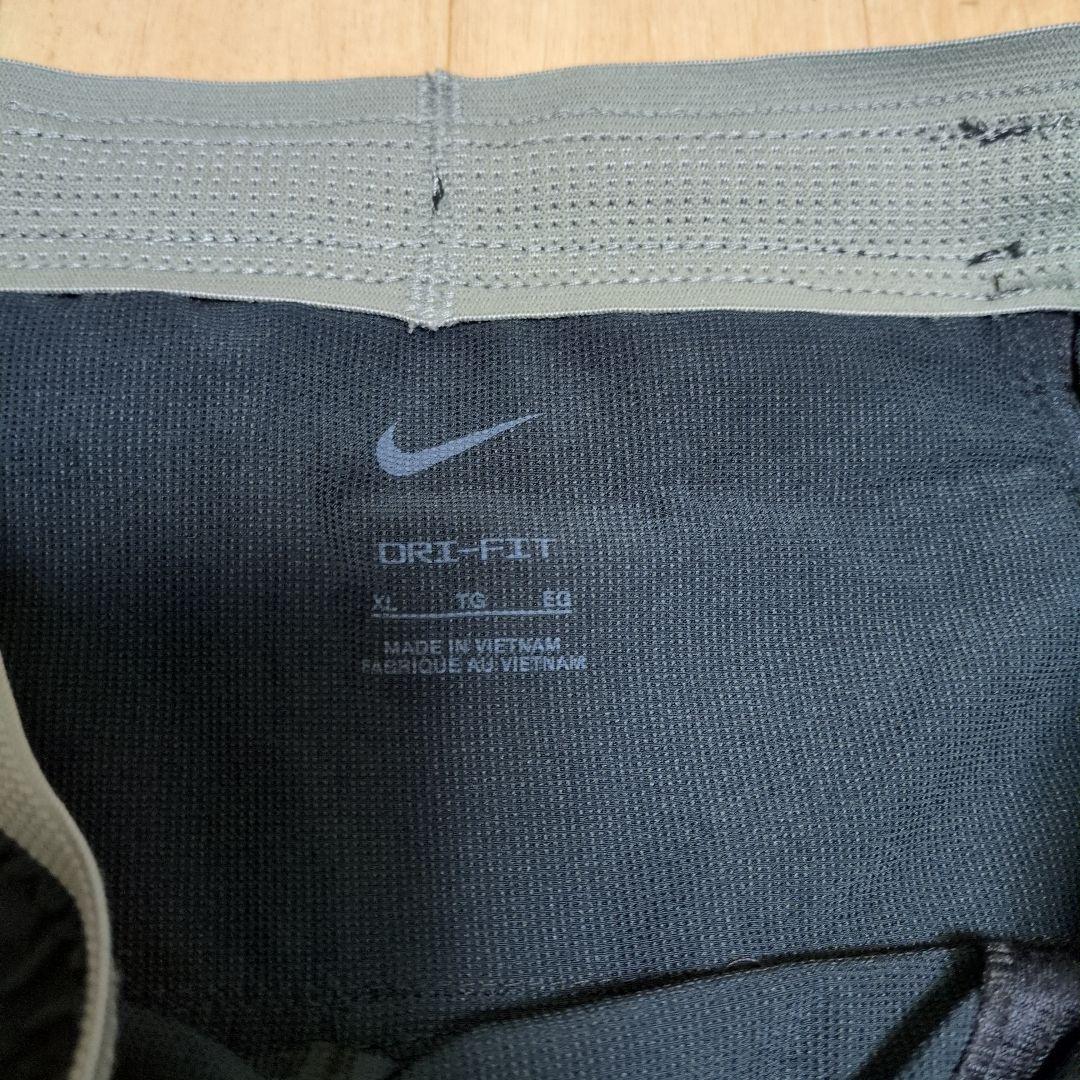 DRI-FIT
XL TG EG
MADE IN VIETNAM
FABRIQUE AU VIETNAM